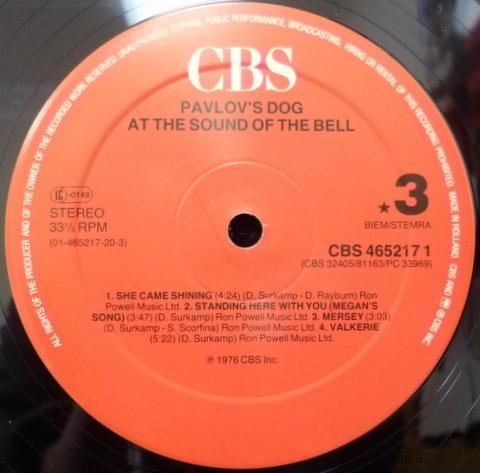 ALL RIGHTS OF THE PRODUCER AND OF THE OWNER OF THE RECORDED WORK RESERVED UNAUTHORISED COPYING, PUBLIC PERFORMANCE, BROADCASTING, HIRING OR RENTAL OF THIS RECORDING PROHIBITED. MADE IN HOLLAND. CBS AND ® CBS INC.
CBS
PAVLOV'S DOG
AT THE SOUND OF THE BELL
LC -0149
STEREO
33⅓ RPM
(01-465217-20-3)
★3
BIEM/STEMRA
CBS 465217 1
(CBS 32405/81163/PC 33969)
1. SHE CAME SHINING (4:24) (D. Surkamp - D. Rayburn) Ron
Powell Music Ltd. 2. STANDING HERE WITH YOU (MEGAN'S
SONG) (3:47) (D. Surkamp) Ron Powell Music Ltd. 3. MERSEY (3:03)
(D. Surkamp - S. Scorfina) Ron Powell Music Ltd. 4. VALKERIE
(5:22) (D. Surkamp) Ron Powell Music Ltd.
℗ 1976 CBS Inc.